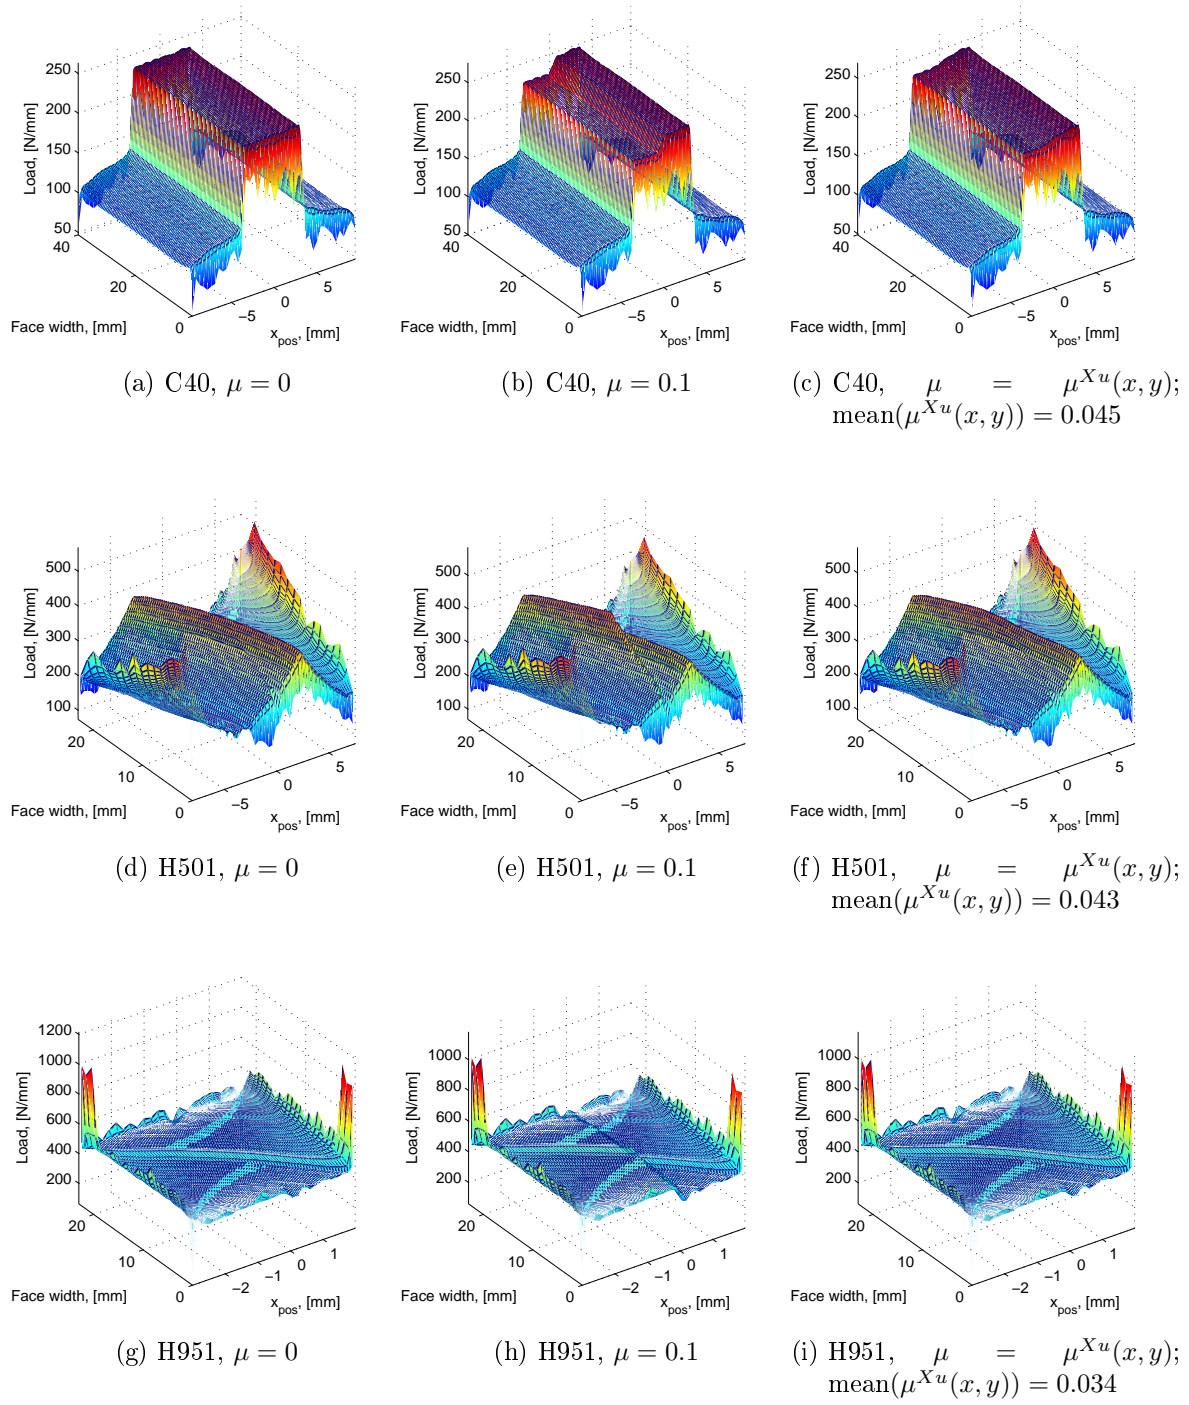 250
200
150
100
50
40
20
0
−5
0
5
Load, [N/mm]
Face width, [mm]
x_pos, [mm]
250
200
150
100
50
40
20
0
−5
0
5
Load, [N/mm]
Face width, [mm]
x_pos, [mm]
250
200
150
100
50
40
20
0
−5
0
5
Load, [N/mm]
Face width, [mm]
x_pos, [mm]
(a) C40, μ = 0
(b) C40, μ = 0.1
(c) C40, μ = μ^{Xu}(x, y);
mean(μ^{Xu}(x, y)) = 0.045
500
400
300
200
100
20
10
0
−5
0
5
Load, [N/mm]
Face width, [mm]
x_pos, [mm]
500
400
300
200
100
20
10
0
−5
0
5
Load, [N/mm]
Face width, [mm]
x_pos, [mm]
500
400
300
200
100
20
10
0
−5
0
5
Load, [N/mm]
Face width, [mm]
x_pos, [mm]
(d) H501, μ = 0
(e) H501, μ = 0.1
(f) H501, μ = μ^{Xu}(x, y);
mean(μ^{Xu}(x, y)) = 0.043
1200
1000
800
600
400
200
20
10
0
−2
−1
0
1
Load, [N/mm]
Face width, [mm]
x_pos, [mm]
1000
800
600
400
200
20
10
0
−2
−1
0
1
Load, [N/mm]
Face width, [mm]
x_pos, [mm]
1000
800
600
400
200
20
10
0
−2
−1
0
1
Load, [N/mm]
Face width, [mm]
x_pos, [mm]
(g) H951, μ = 0
(h) H951, μ = 0.1
(i) H951, μ = μ^{Xu}(x, y);
mean(μ^{Xu}(x, y)) = 0.034